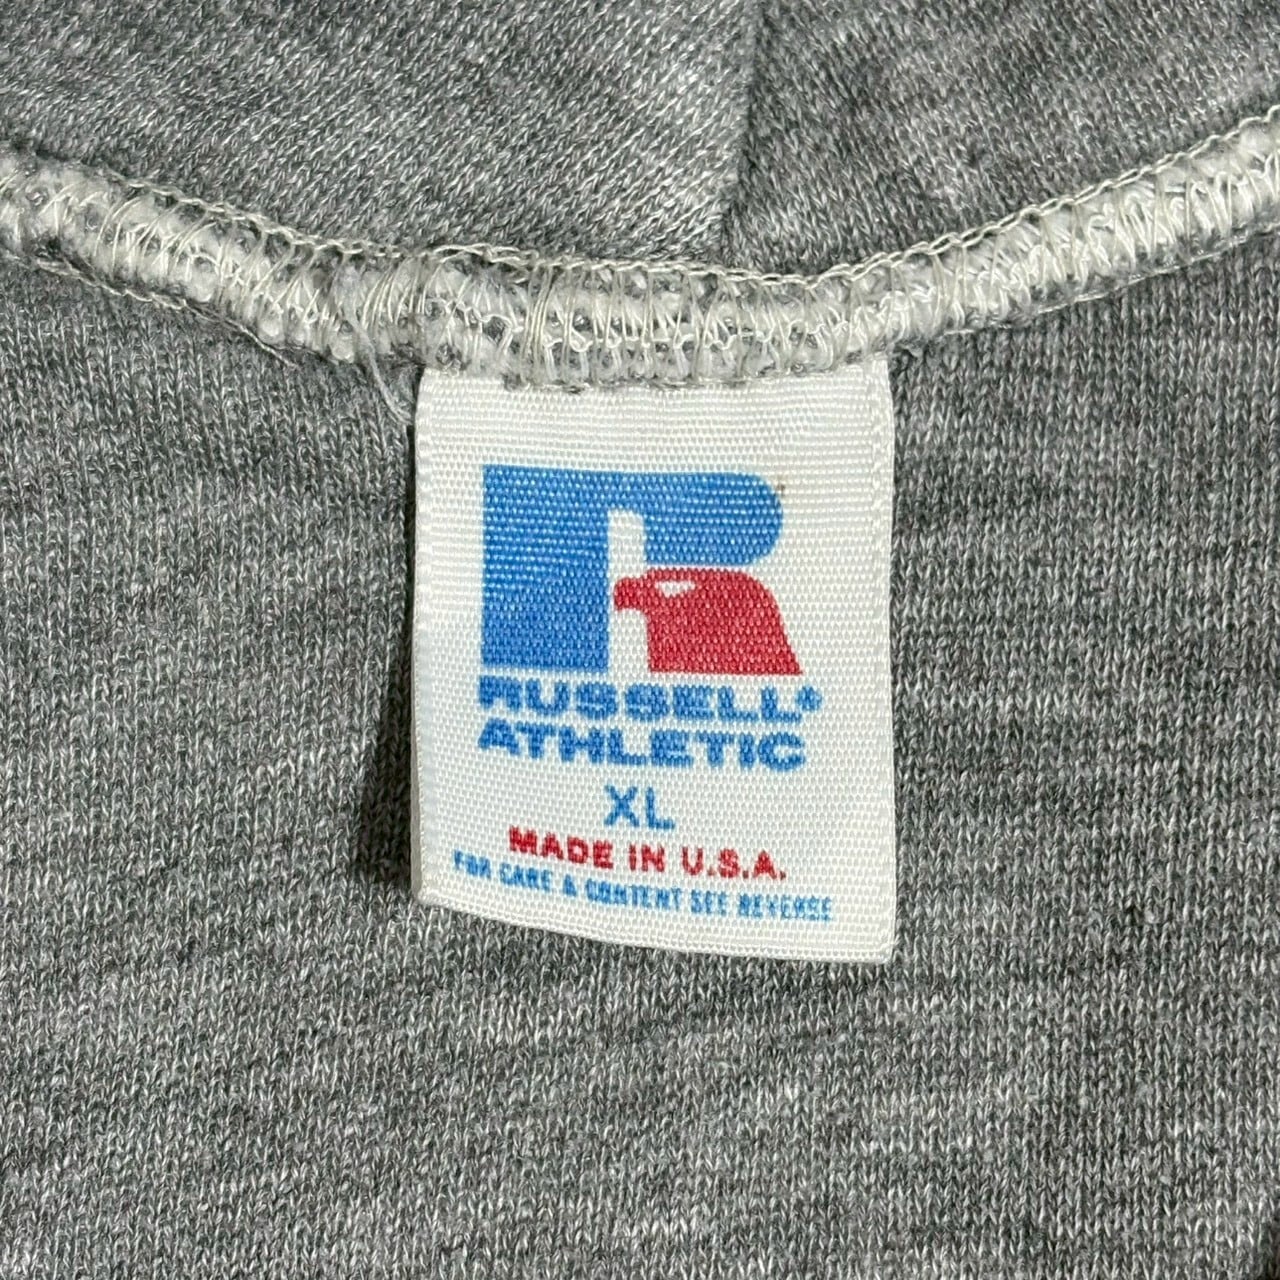 R
RUSSELL®
ATHLETIC
XL
MADE IN U.S.A.
FOR CARE & CONTENT SEE REVERSE